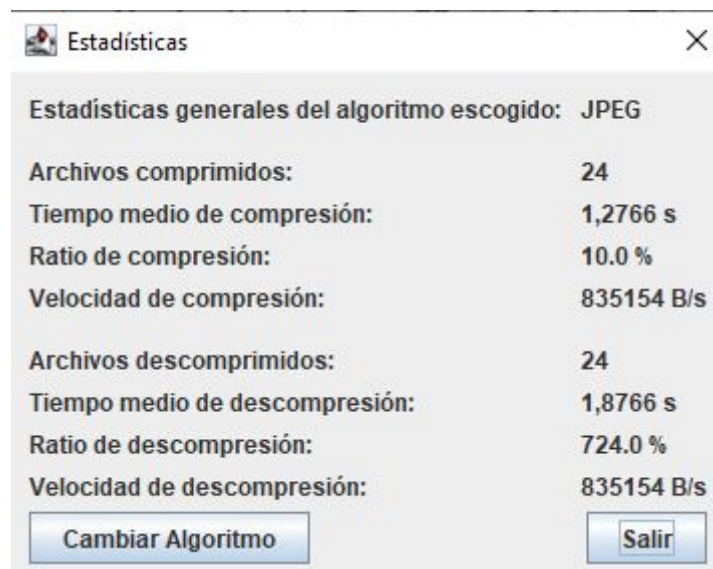 Estadísticas
Estadísticas generales del algoritmo escogido: JPEG
Archivos comprimidos: 24
Tiempo medio de compresión: 1,2766 s
Ratio de compresión: 10.0 %
Velocidad de compresión: 835154 B/s
Archivos descomprimidos: 24
Tiempo medio de descompresión: 1,8766 s
Ratio de descompresión: 724.0 %
Velocidad de descompresión: 835154 B/s
Cambiar Algoritmo Salir